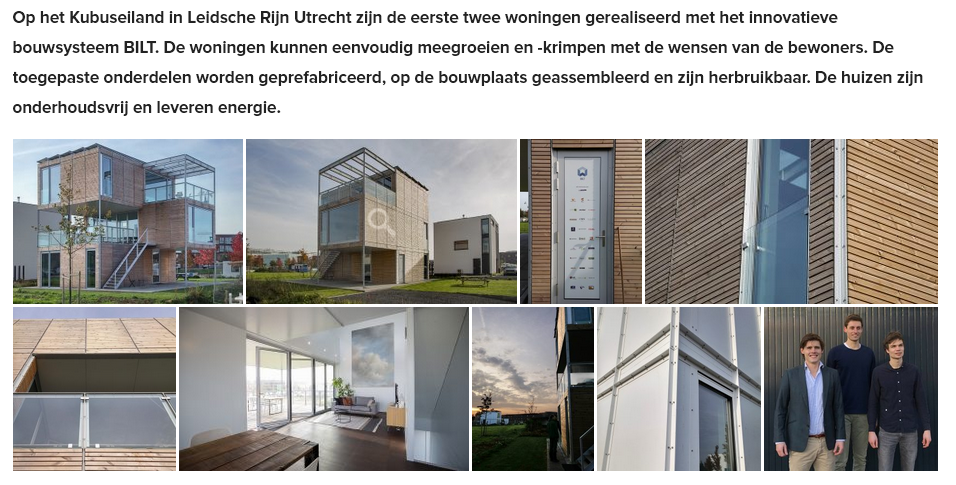 Op het Kubuseiland in Leidsche Rijn Utrecht zijn de eerste twee woningen gerealiseerd met het innovatieve
bouwsysteem BILT. De woningen kunnen eenvoudig meegroeien en -krimpen met de wensen van de bewoners. De
toegepaste onderdelen worden geprefabriceerd, op de bouwplaats geassembleerd en zijn herbruikbaar. De huizen zijn
onderhoudsvrij en leveren energie.